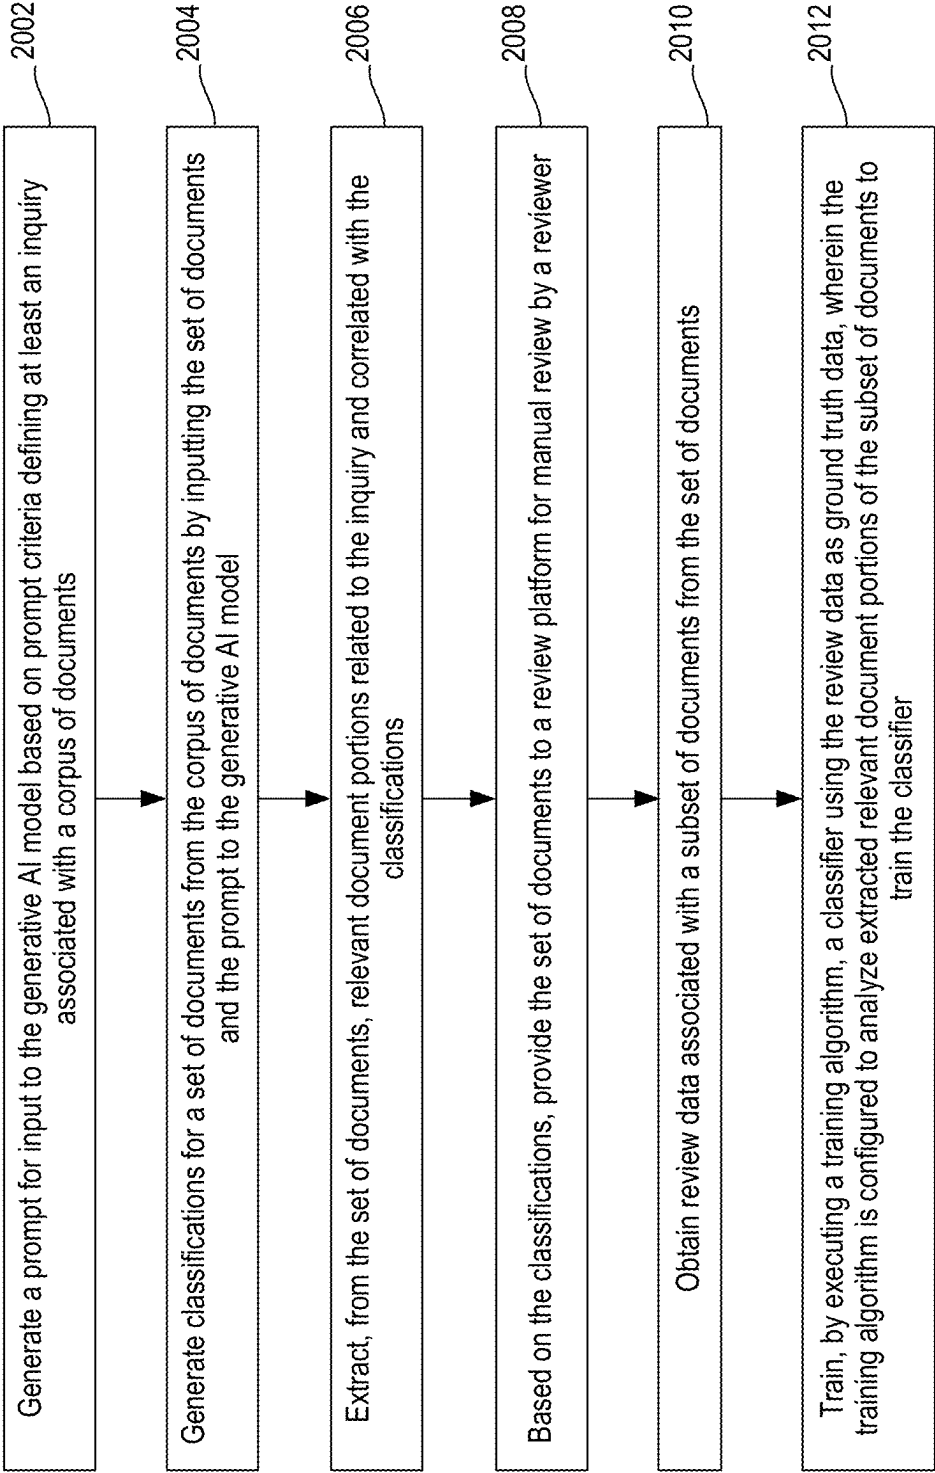 2002
Generate a prompt for input to the generative AI model based on prompt criteria defining at least an inquiry
associated with a corpus of documents
2004
Generate classifications for a set of documents from the corpus of documents by inputting the set of documents
and the prompt to the generative AI model
2006
Extract, from the set of documents, relevant document portions related to the inquiry and correlated with the
classifications
2008
Based on the classifications, provide the set of documents to a review platform for manual review by a reviewer
2010
Obtain review data associated with a subset of documents from the set of documents
2012
Train, by executing a training algorithm, a classifier using the review data as ground truth data, wherein the
training algorithm is configured to analyze extracted relevant document portions of the subset of documents to
train the classifier